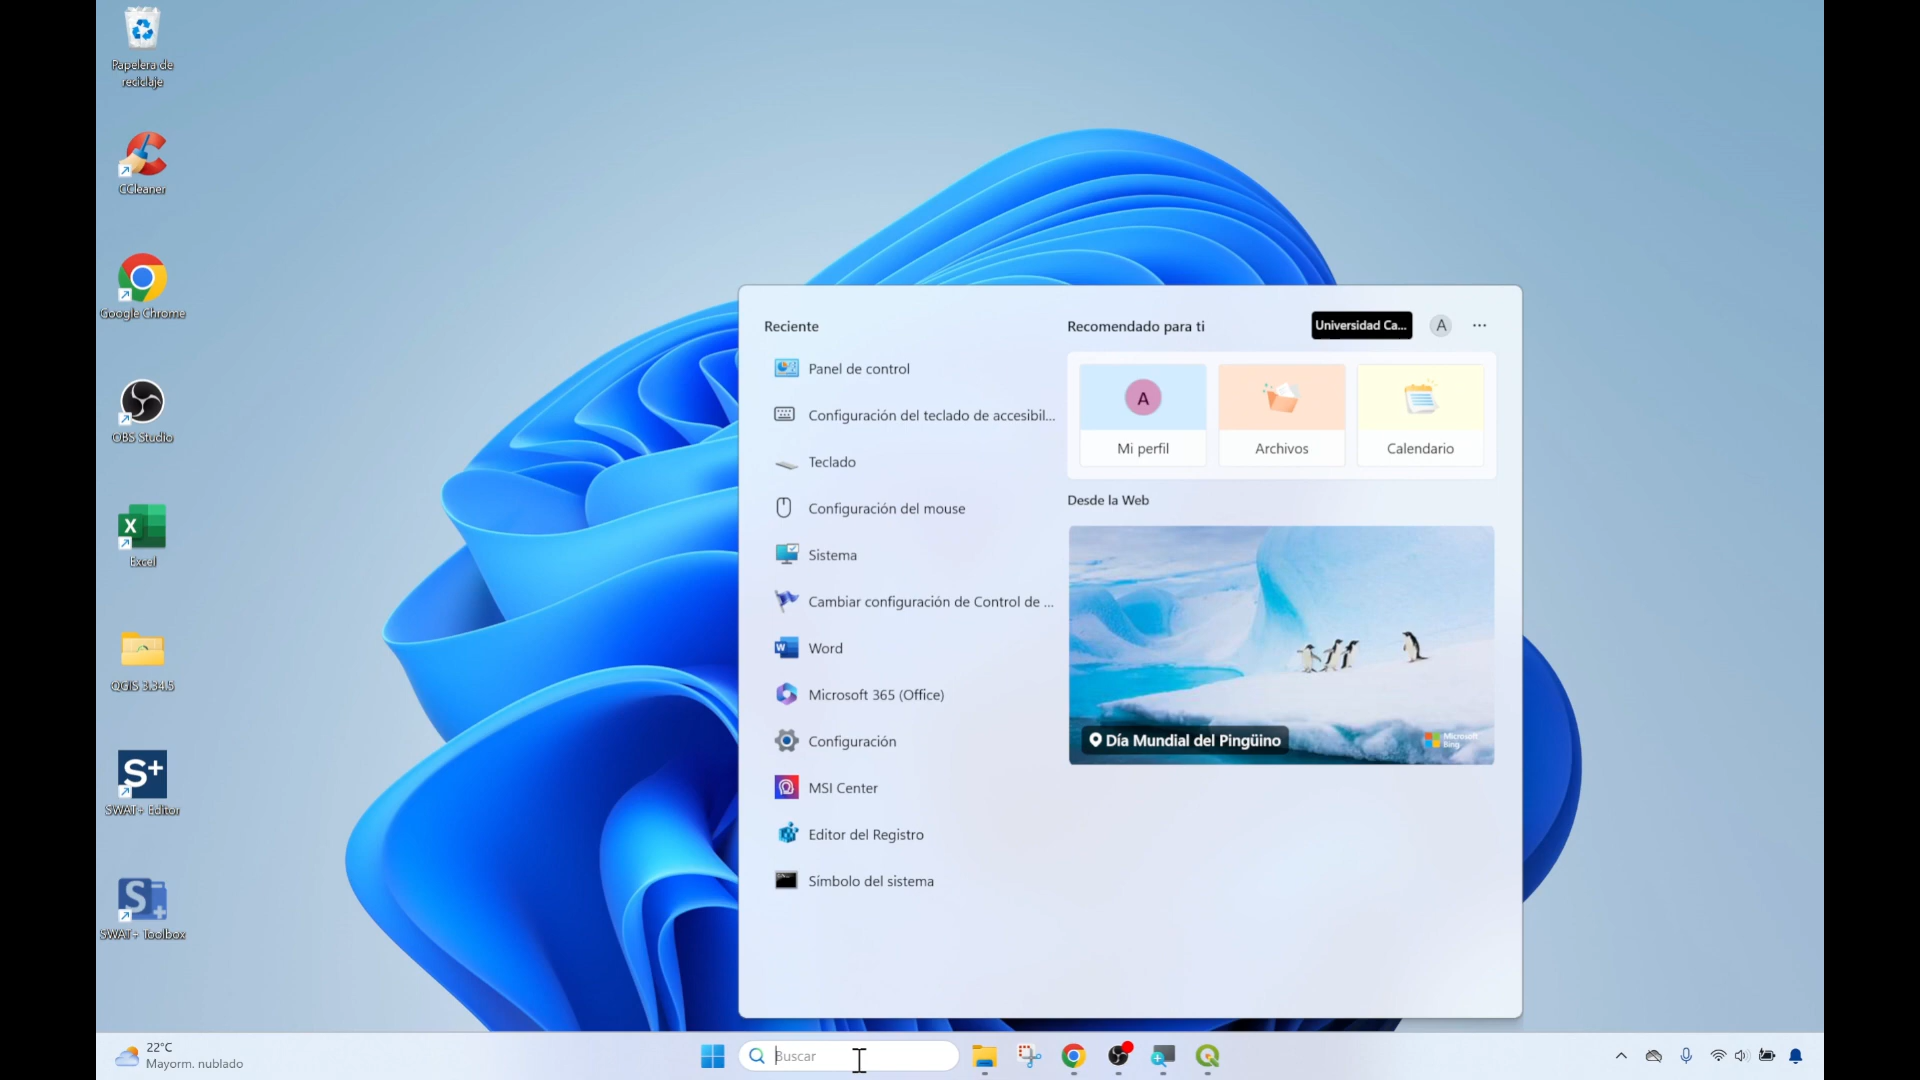 Papelera de
reciclaje
CCleaner
Google Chrome
OBS Studio
Excel
QGIS 3.34.5
SWAT+ Editor
SWAT+ Toolbox
Reciente
Panel de control
Configuración del teclado de accesibil...
Teclado
Configuración del mouse
Sistema
Cambiar configuración de Control de ...
Word
Microsoft 365 (Office)
Configuración
MSI Center
Editor del Registro
Símbolo del sistema
Recomendado para ti
Universidad Ca...
A
...
A
Mi perfil
Archivos
Calendario
Desde la Web
Día Mundial del Pingüino
Microsoft
Bing
22°C
Mayorm. nublado
Buscar